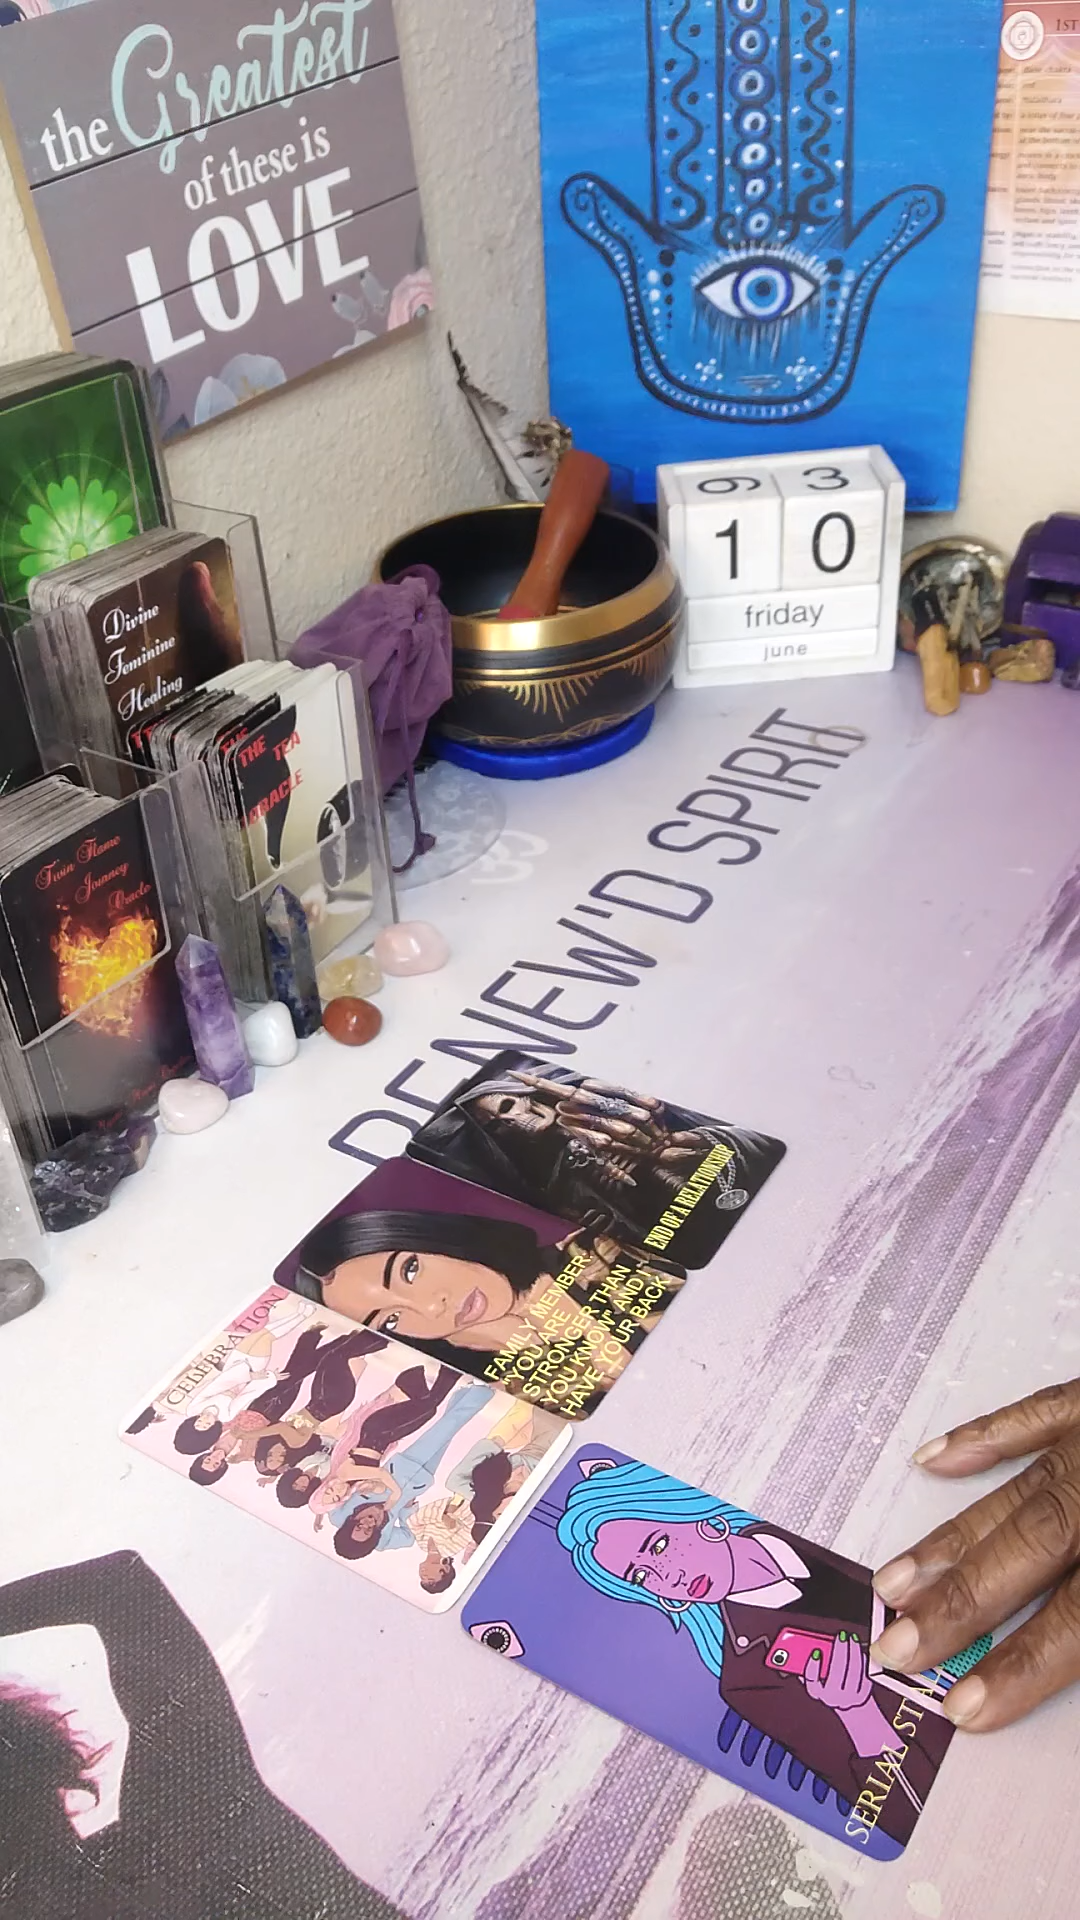 the Greatest
of these is
LOVE
1ST
9 3
1 0
friday
june
Divine
Feminine
Healing
THE TEA
ORACLE
Twin Flame
Journey
Oracle
RENEW'D SPIRIT
END OF A RELATIONSHIP
FAMILY MEMBER:
"YOU ARE
STRONGER THAN
YOU KNOW" AND I
HAVE YOUR BACK
CELEBRATION
SERIAL